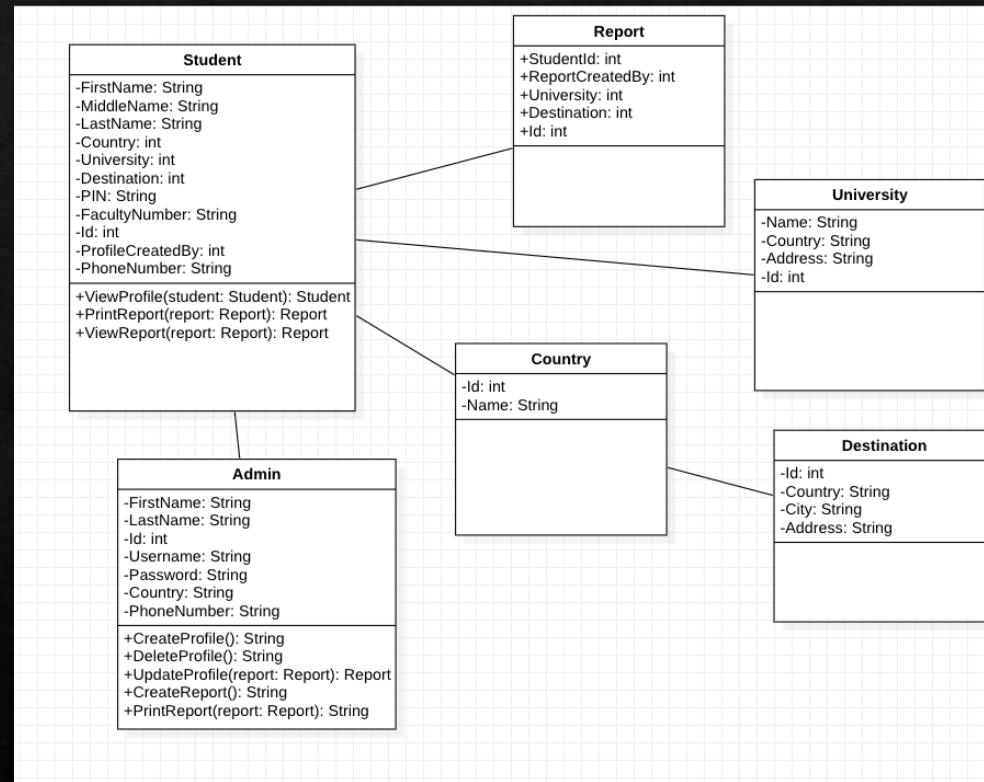 Student
-FirstName: String
-MiddleName: String
-LastName: String
-Country: int
-University: int
-Destination: int
-PIN: String
-FacultyNumber: String
-Id: int
-ProfileCreatedBy: int
-PhoneNumber: String
+ViewProfile(student: Student): Student
+PrintReport(report: Report): Report
+ViewReport(report: Report): Report
Report
+StudentId: int
+ReportCreatedBy: int
+University: int
+Destination: int
+Id: int
University
-Name: String
-Country: String
-Address: String
-Id: int
Country
-Id: int
-Name: String
Destination
-Id: int
-Country: String
-City: String
-Address: String
Admin
-FirstName: String
-LastName: String
-Id: int
-Username: String
-Password: String
-Country: String
-PhoneNumber: String
+CreateProfile(): String
+DeleteProfile(): String
+UpdateProfile(report: Report): Report
+CreateReport(): String
+PrintReport(report: Report): String